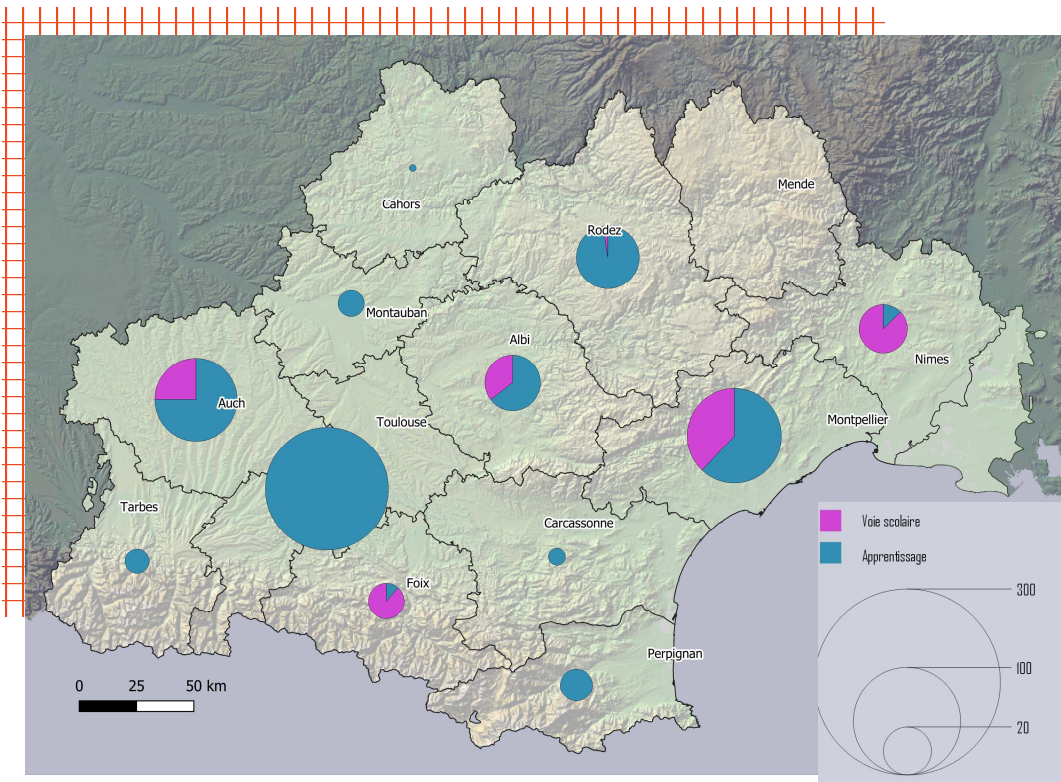 Mende
Cahors
Rodez
Montauban
Albi
Nimes
Auch
Toulouse
Montpellier
Tarbes
Carcassonne
Foix
Perpignan
0 25 50 km
Voie scolaire
Apprentissage
300
100
20